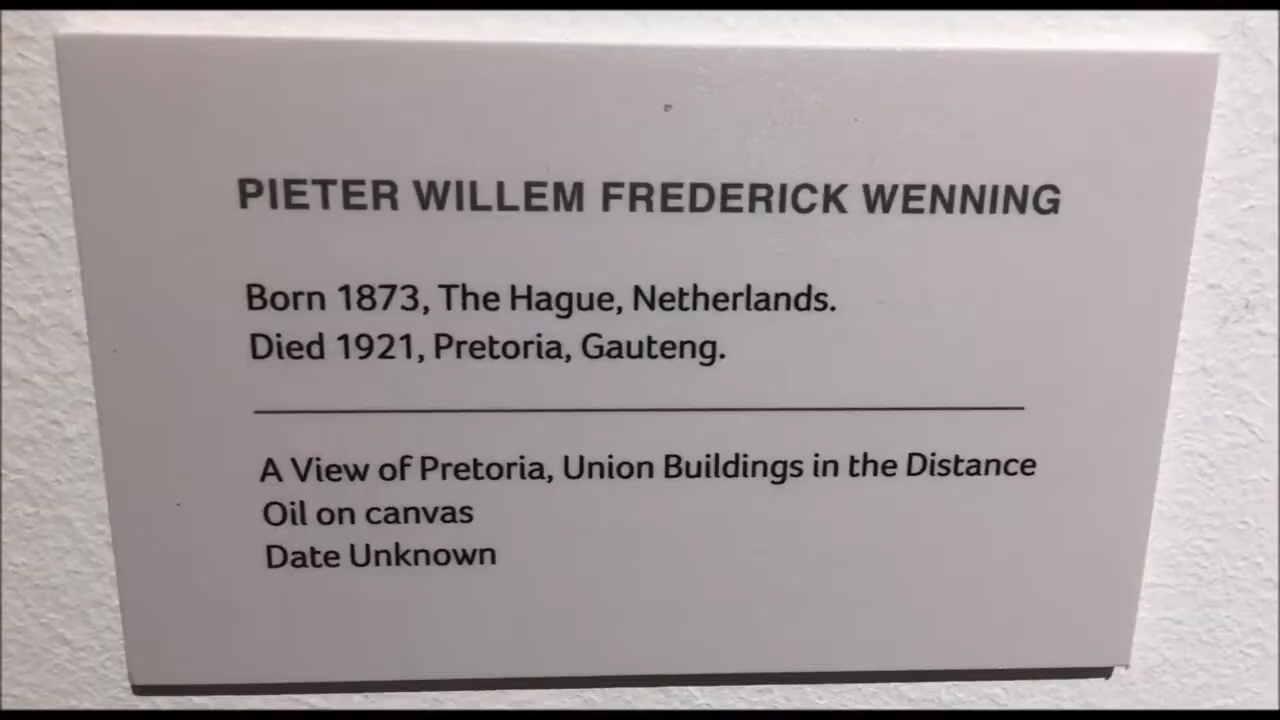 PIETER WILLEM FREDERICK WENNING
Born 1873, The Hague, Netherlands.
Died 1921, Pretoria, Gauteng.
A View of Pretoria, Union Buildings in the Distance
Oil on canvas
Date Unknown